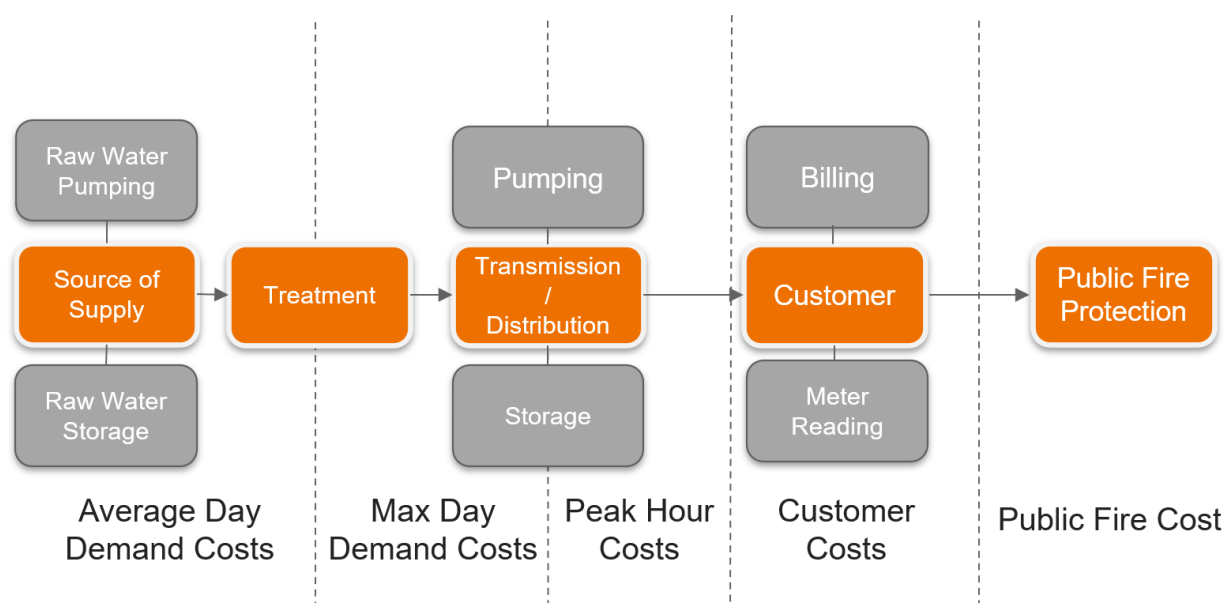 Raw Water
Pumping
Pumping
Billing
Source of
Supply
Treatment
Transmission
/
Distribution
Customer
Public Fire
Protection
Raw Water
Storage
Storage
Meter
Reading
Average Day
Demand Costs
Max Day
Demand Costs
Peak Hour
Costs
Customer
Costs
Public Fire Cost